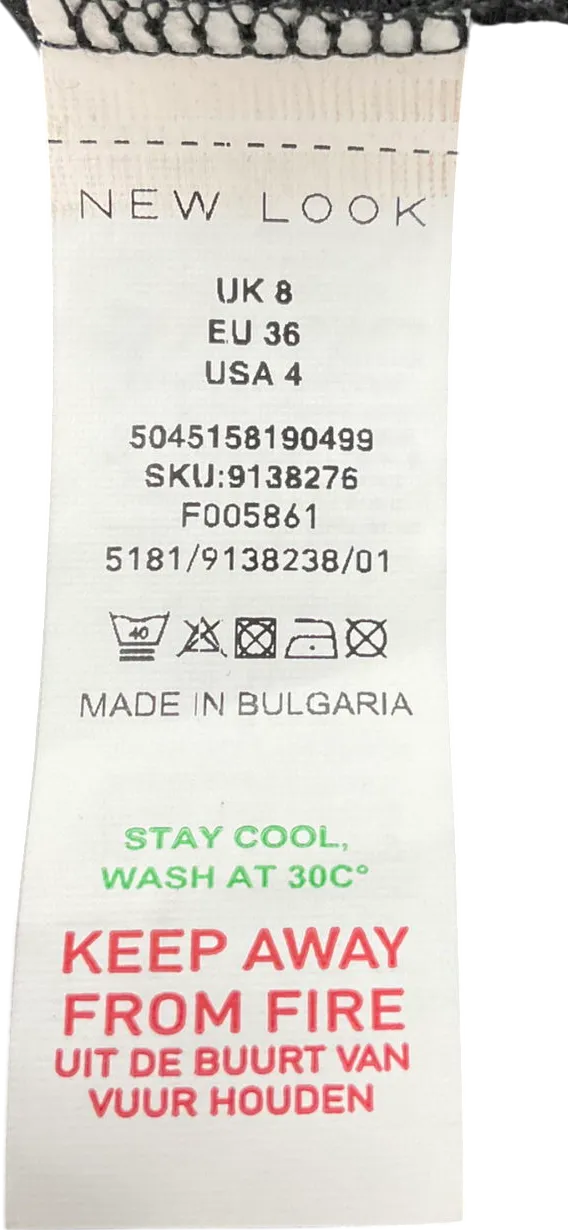 NEW LOOK
UK 8
EU 36
USA 4
5045158190499
SKU:9138276
F005861
5181/9138238/01
40
MADE IN BULGARIA
STAY COOL,
WASH AT 30C°
KEEP AWAY
FROM FIRE
UIT DE BUURT VAN
VUUR HOUDEN